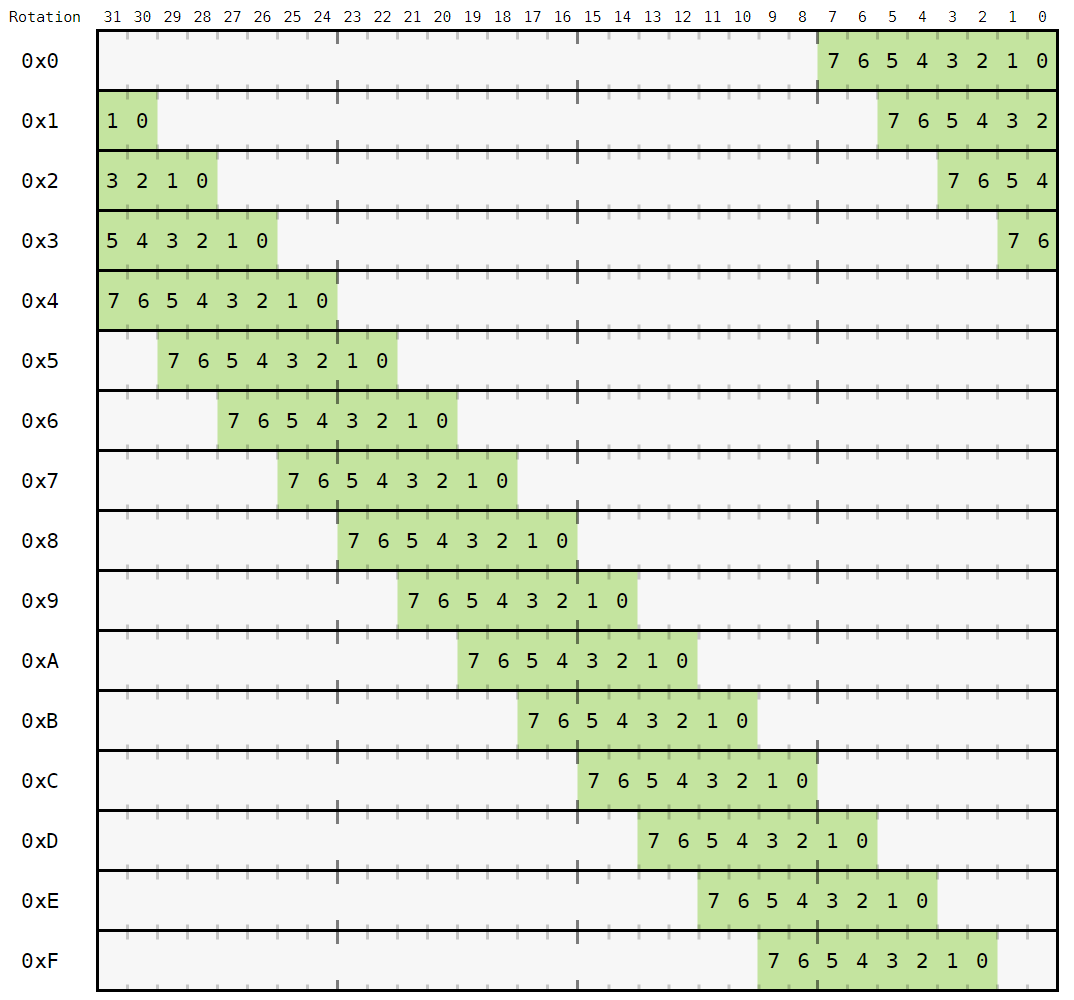 Rotation 31 30 29 28 27 26 25 24 23 22 21 20 19 18 17 16 15 14 13 12 11 10 9 8 7 6 5 4 3 2 1 0
0x0 7 6 5 4 3 2 1 0
0x1 1 0 7 6 5 4 3 2
0x2 3 2 1 0 7 6 5 4
0x3 5 4 3 2 1 0 7 6
0x4 7 6 5 4 3 2 1 0
0x5 7 6 5 4 3 2 1 0
0x6 7 6 5 4 3 2 1 0
0x7 7 6 5 4 3 2 1 0
0x8 7 6 5 4 3 2 1 0
0x9 7 6 5 4 3 2 1 0
0xA 7 6 5 4 3 2 1 0
0xB 7 6 5 4 3 2 1 0
0xC 7 6 5 4 3 2 1 0
0xD 7 6 5 4 3 2 1 0
0xE 7 6 5 4 3 2 1 0
0xF 7 6 5 4 3 2 1 0